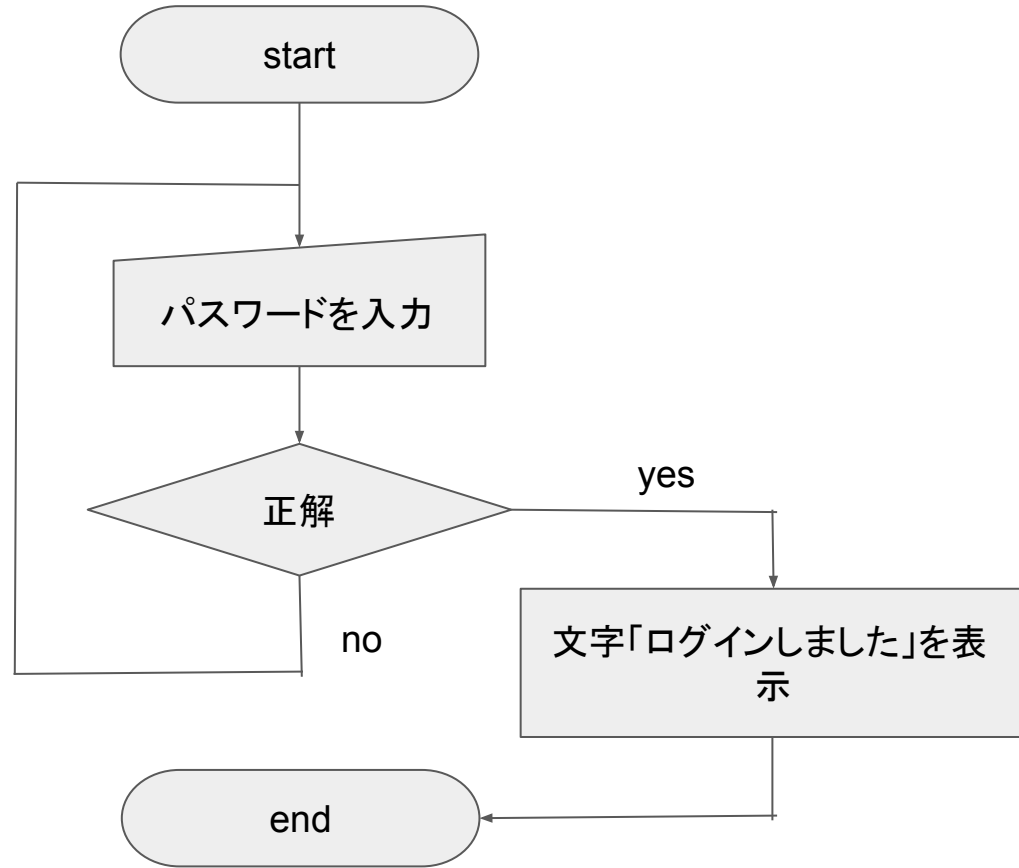 start
パスワードを入力
正解
yes
no
文字「ログインしました」を表
示
end